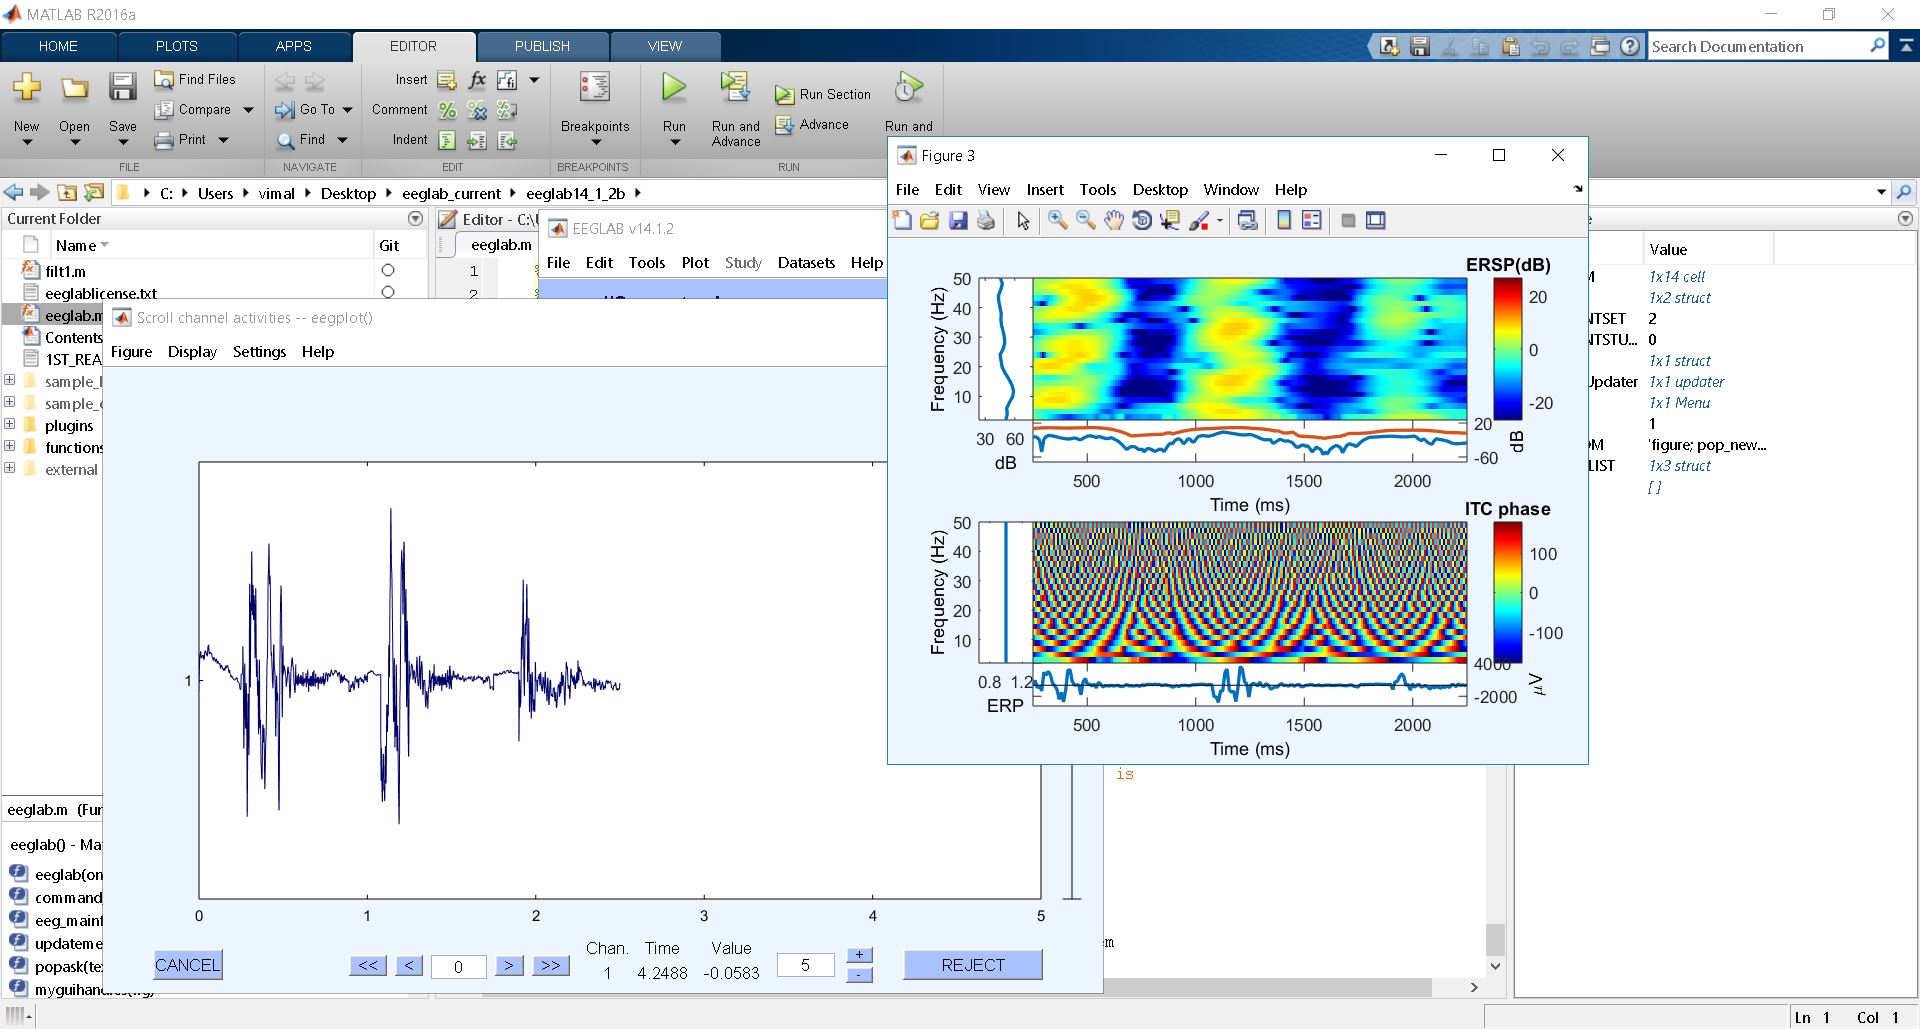 MATLAB R2016a
HOME PLOTS APPS EDITOR PUBLISH VIEW
Search Documentation
New Open Save
Find Files
Compare
Print
Go To
Find
Insert
Comment
Indent
Breakpoints
Run
Run and
Advance
Run Section
Advance
Run and
FILE NAVIGATE EDIT BREAKPOINTS RUN
C: Users vimal Desktop eeglab_current eeglab14_1_2b
Current Folder
Name Git
filt1.m
eeglablicense.txt
eeglab.m
Contents
1ST_REA
sample_l
sample_
plugins
functions
external
eeglab.m (Fun
eeglab() - Ma
eeglab(on
command
eeg_mainf
updateme
popask(te
Editor - C:\U
eeglab.m
1 %
2 %
EEGLAB v14.1.2
File Edit Tools Plot Study Datasets Help
Scroll channel activities -- eegplot()
Figure Display Settings Help
1
0 1 2 3 4 5
CANCEL
<< < 0 > >>
Chan. Time Value
1 4.2488 -0.0583
5
+
-
REJECT
is
m
Figure 3
File Edit View Insert Tools Desktop Window Help
ERSP(dB)
Frequency (Hz)
50
40
30
20
10
20
0
-20
30 60
dB
20
-60
dB
500 1000 1500 2000
Time (ms)
ITC phase
Frequency (Hz)
50
40
30
20
10
100
0
-100
0.8 1.2
ERP
4000
-2000
μV
500 1000 1500 2000
Time (ms)
Value
1x14 cell
1x2 struct
NTSET 2
NTSTU... 0
1x1 struct
Updater 1x1 updater
1x1 Menu
1
OM 'figure; pop_new...
LIST 1x3 struct
[ ]
Ln 1 Col 1